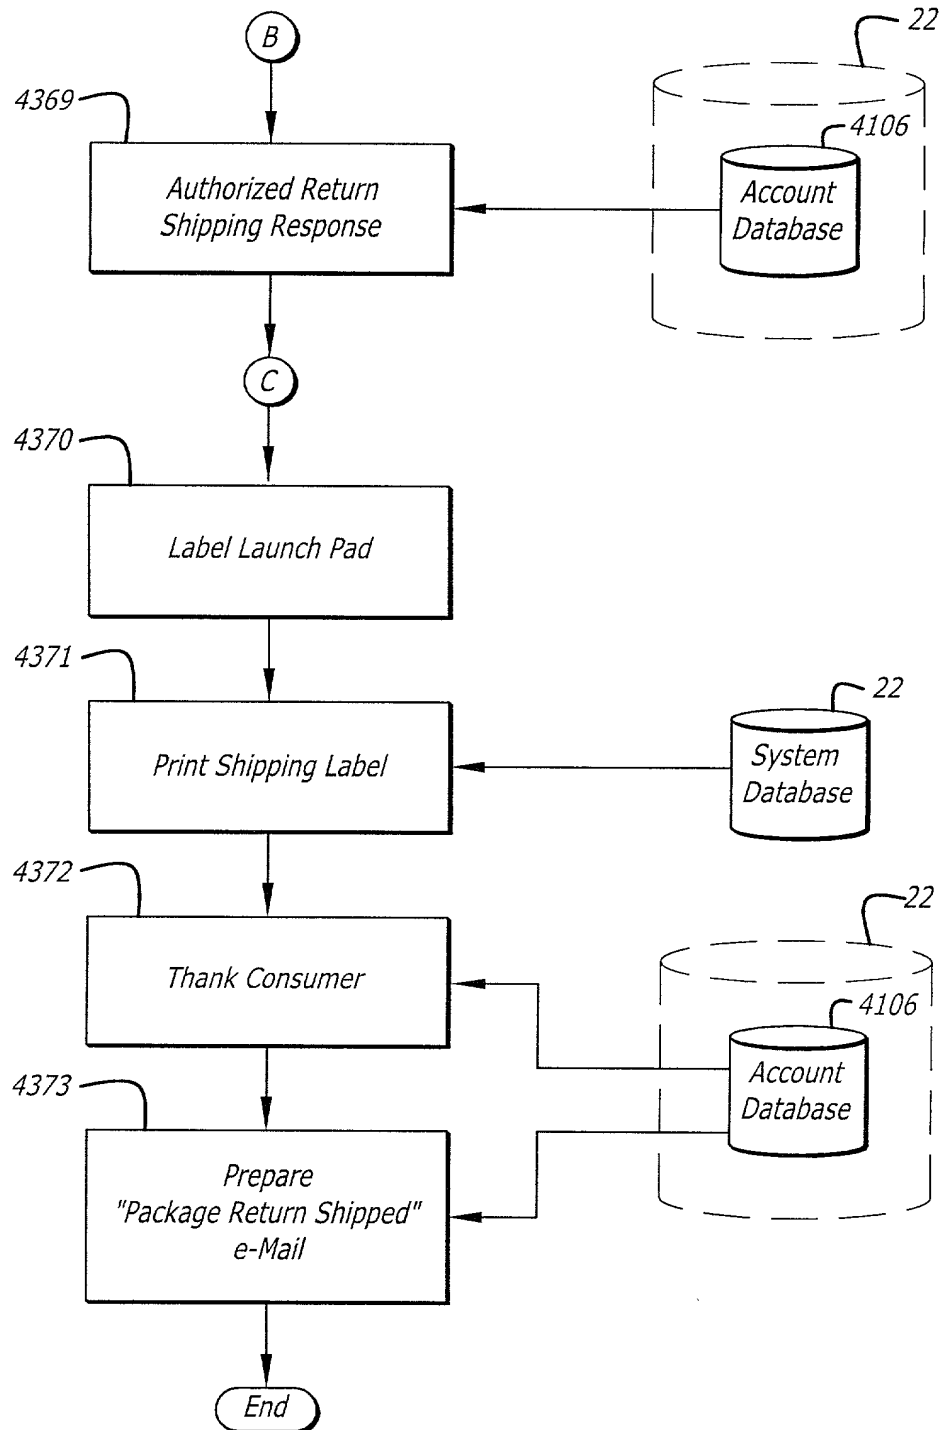 B
22
4369
4106
Authorized Return
Shipping Response
Account
Database
C
4370
Label Launch Pad
4371
22
Print Shipping Label
System
Database
4372
22
Thank Consumer
4106
4373
Account
Database
Prepare
"Package Return Shipped"
e-Mail
End